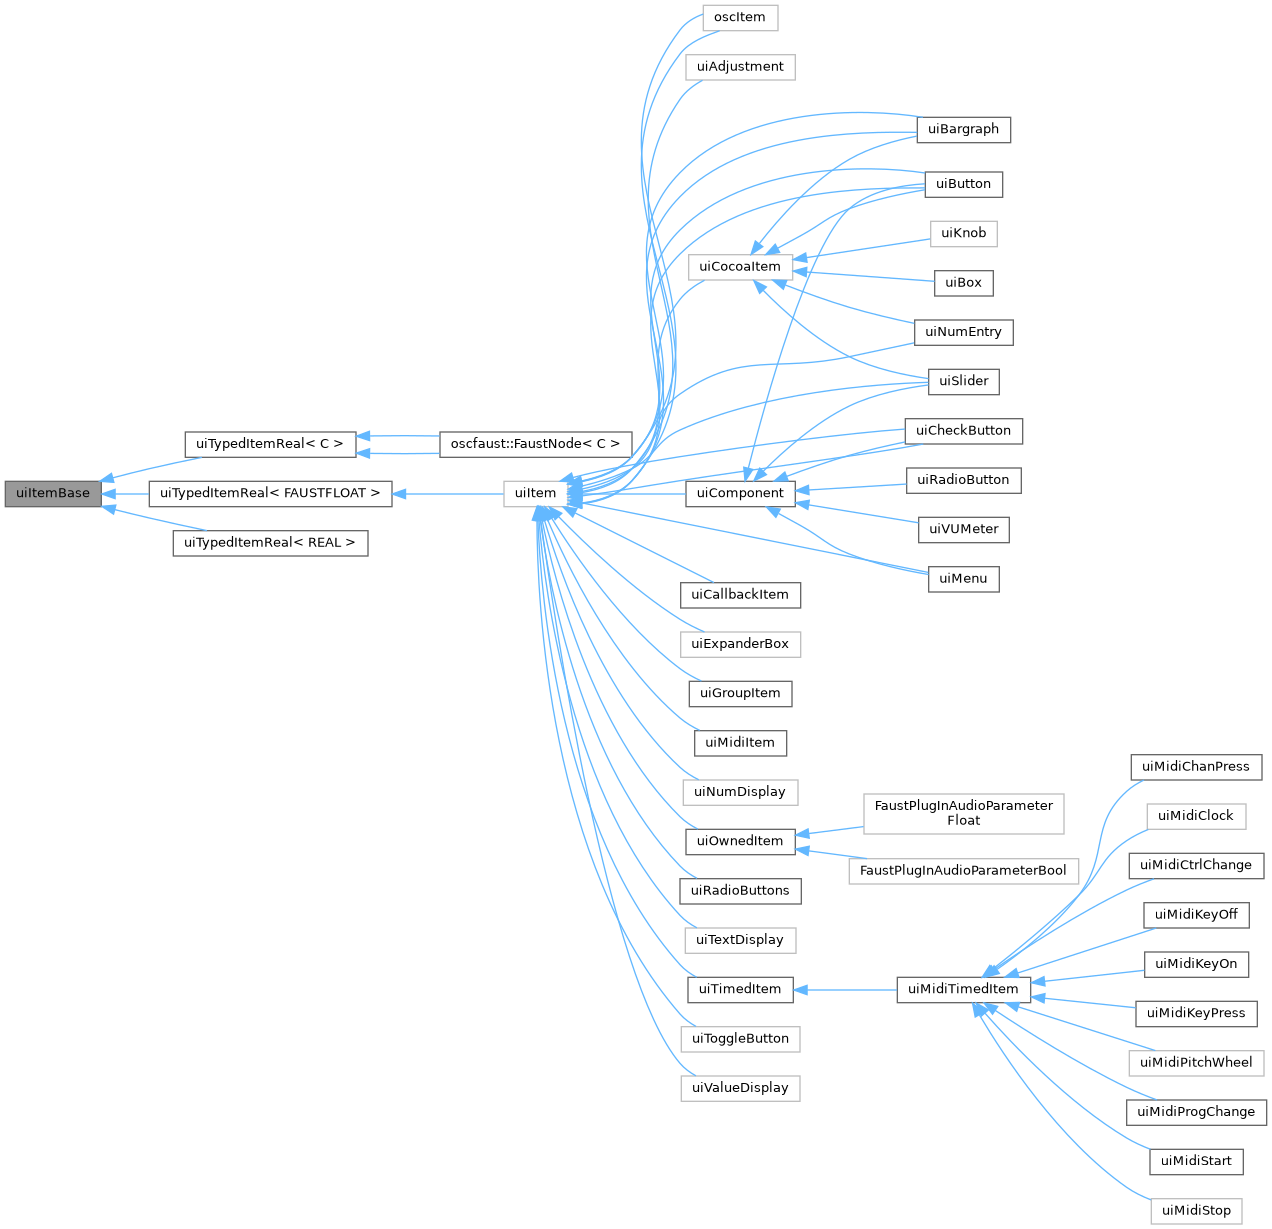 oscItem
uiAdjustment
uiBargraph
uiButton
uiKnob
uiCocoaItem
uiBox
uiNumEntry
uiSlider
uiCheckButton
uiTypedItemReal< C >
oscfaust::FaustNode< C >
uiRadioButton
uiItemBase
uiTypedItemReal< FAUSTFLOAT >
uiItem
uiComponent
uiVUMeter
uiTypedItemReal< REAL >
uiMenu
uiCallbackItem
uiExpanderBox
uiGroupItem
uiMidiItem
uiMidiChanPress
uiNumDisplay
FaustPlugInAudioParameter
Float
uiMidiClock
uiOwnedItem
uiMidiCtrlChange
FaustPlugInAudioParameterBool
uiRadioButtons
uiMidiKeyOff
uiTextDisplay
uiMidiKeyOn
uiTimedItem
uiMidiTimedItem
uiMidiKeyPress
uiToggleButton
uiMidiPitchWheel
uiValueDisplay
uiMidiProgChange
uiMidiStart
uiMidiStop